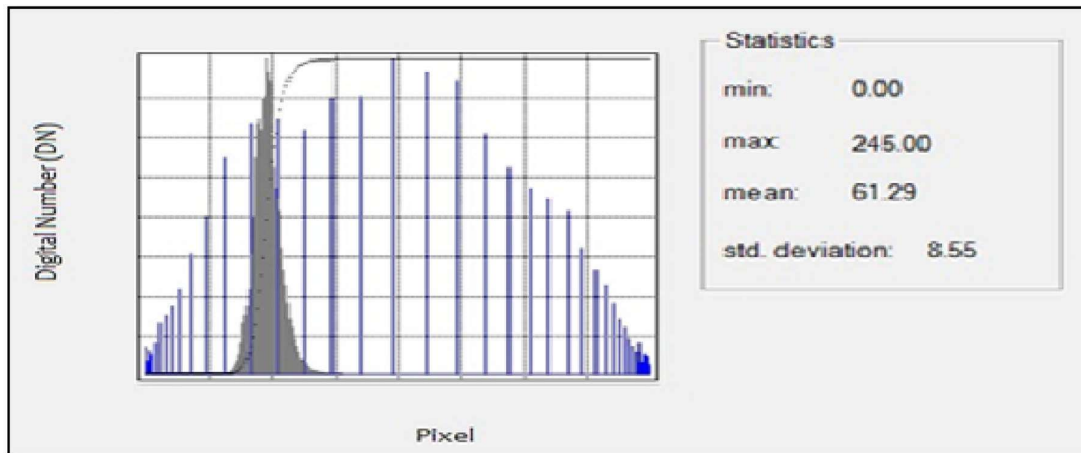 Statistics
min: 0.00
max: 245.00
mean: 61.29
std. deviation: 8.55
Digital Number (DN)
Pixel